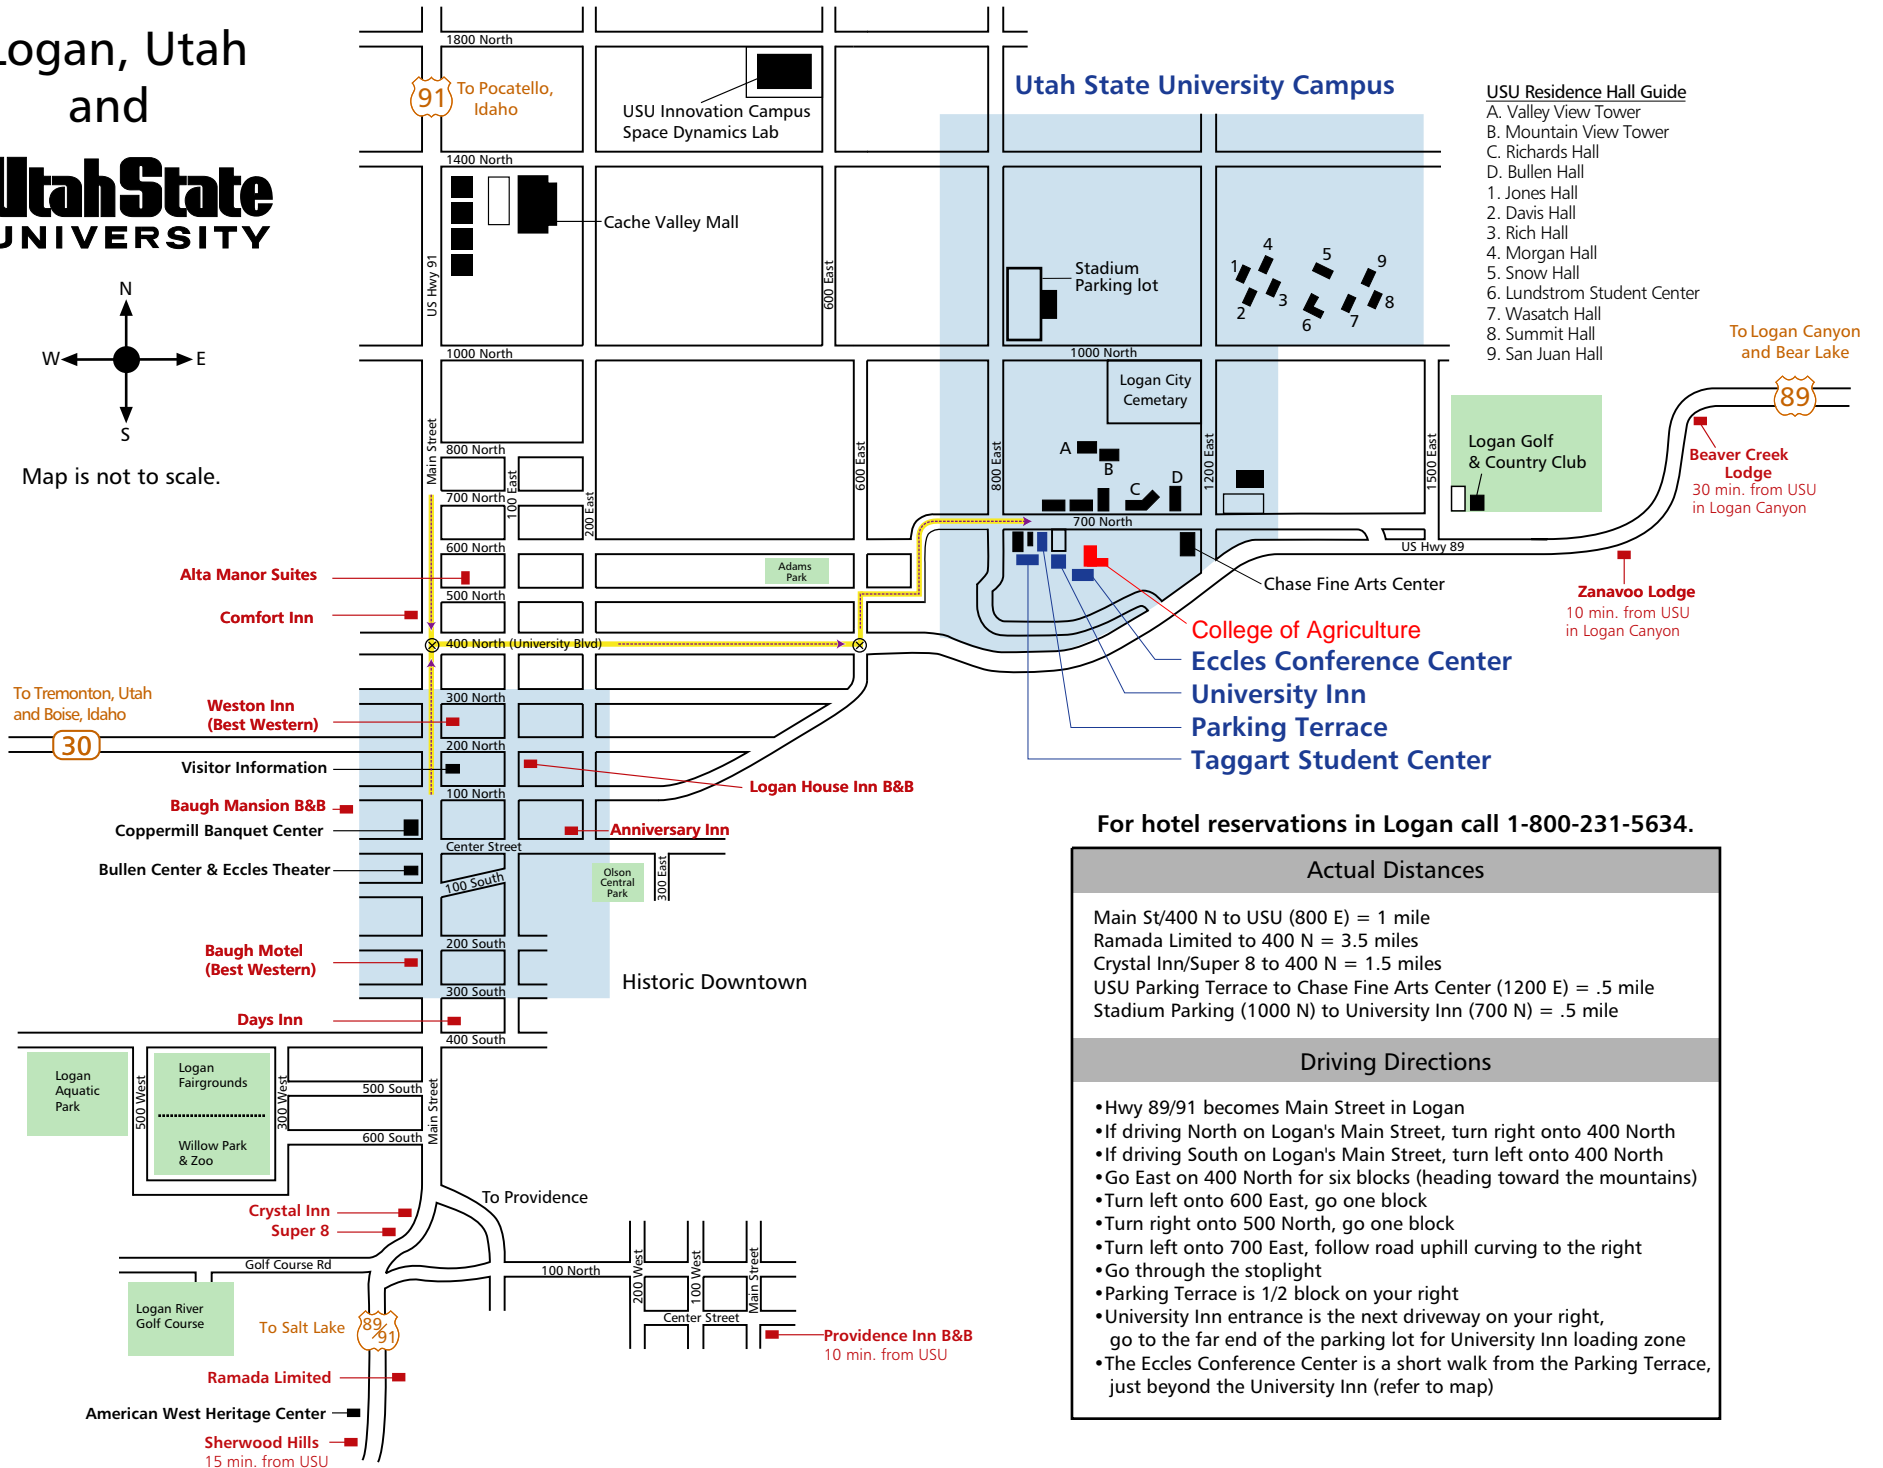 Logan, Utah
and
UtahState
UNIVERSITY
N
W
E
S
Map is not to scale.
1800 North
91
To Pocatello,
Idaho
USU Innovation Campus
Space Dynamics Lab
1400 North
Cache Valley Mall
US Hwy 91
600 East
1000 North
Main Street
800 North
100 East
700 North
200 East
600 North
600 East
Adams
Park
Alta Manor Suites
500 North
Comfort Inn
400 North (University Blvd)
To Tremonton, Utah
and Boise, Idaho
30
300 North
Weston Inn
(Best Western)
200 North
Visitor Information
Logan House Inn B&B
100 North
Baugh Mansion B&B
Coppermill Banquet Center
Anniversary Inn
Center Street
Bullen Center & Eccles Theater
100 South
Olson
Central
Park
300 East
200 South
Baugh Motel
(Best Western)
Historic Downtown
300 South
Days Inn
400 South
Logan
Aquatic
Park
500 West
Logan
Fairgrounds
Willow Park
& Zoo
300 West
500 South
600 South
Main Street
To Providence
Crystal Inn
Super 8
Golf Course Rd
100 North
200 West
100 West
Main Street
Center Street
Logan River
Golf Course
To Salt Lake
89/91
Providence Inn B&B
10 min. from USU
Ramada Limited
American West Heritage Center
Sherwood Hills
15 min. from USU
Utah State University Campus
Stadium
Parking lot
1
2
3
4
5
6
7
8
9
1000 North
Logan City
Cemetary
800 East
1200 East
1500 East
A
B
C
D
700 North
US Hwy 89
Chase Fine Arts Center
College of Agriculture
Eccles Conference Center
University Inn
Parking Terrace
Taggart Student Center
USU Residence Hall Guide
A. Valley View Tower
B. Mountain View Tower
C. Richards Hall
D. Bullen Hall
1. Jones Hall
2. Davis Hall
3. Rich Hall
4. Morgan Hall
5. Snow Hall
6. Lundstrom Student Center
7. Wasatch Hall
8. Summit Hall
9. San Juan Hall
To Logan Canyon
and Bear Lake
89
Logan Golf
& Country Club
Beaver Creek
Lodge
30 min. from USU
in Logan Canyon
Zanavoo Lodge
10 min. from USU
in Logan Canyon
For hotel reservations in Logan call 1-800-231-5634.
Actual Distances
Main St/400 N to USU (800 E) = 1 mile
Ramada Limited to 400 N = 3.5 miles
Crystal Inn/Super 8 to 400 N = 1.5 miles
USU Parking Terrace to Chase Fine Arts Center (1200 E) = .5 mile
Stadium Parking (1000 N) to University Inn (700 N) = .5 mile
Driving Directions
•Hwy 89/91 becomes Main Street in Logan
•If driving North on Logan's Main Street, turn right onto 400 North
•If driving South on Logan's Main Street, turn left onto 400 North
•Go East on 400 North for six blocks (heading toward the mountains)
•Turn left onto 600 East, go one block
•Turn right onto 500 North, go one block
•Turn left onto 700 East, follow road uphill curving to the right
•Go through the stoplight
•Parking Terrace is 1/2 block on your right
•University Inn entrance is the next driveway on your right,
go to the far end of the parking lot for University Inn loading zone
•The Eccles Conference Center is a short walk from the Parking Terrace,
just beyond the University Inn (refer to map)